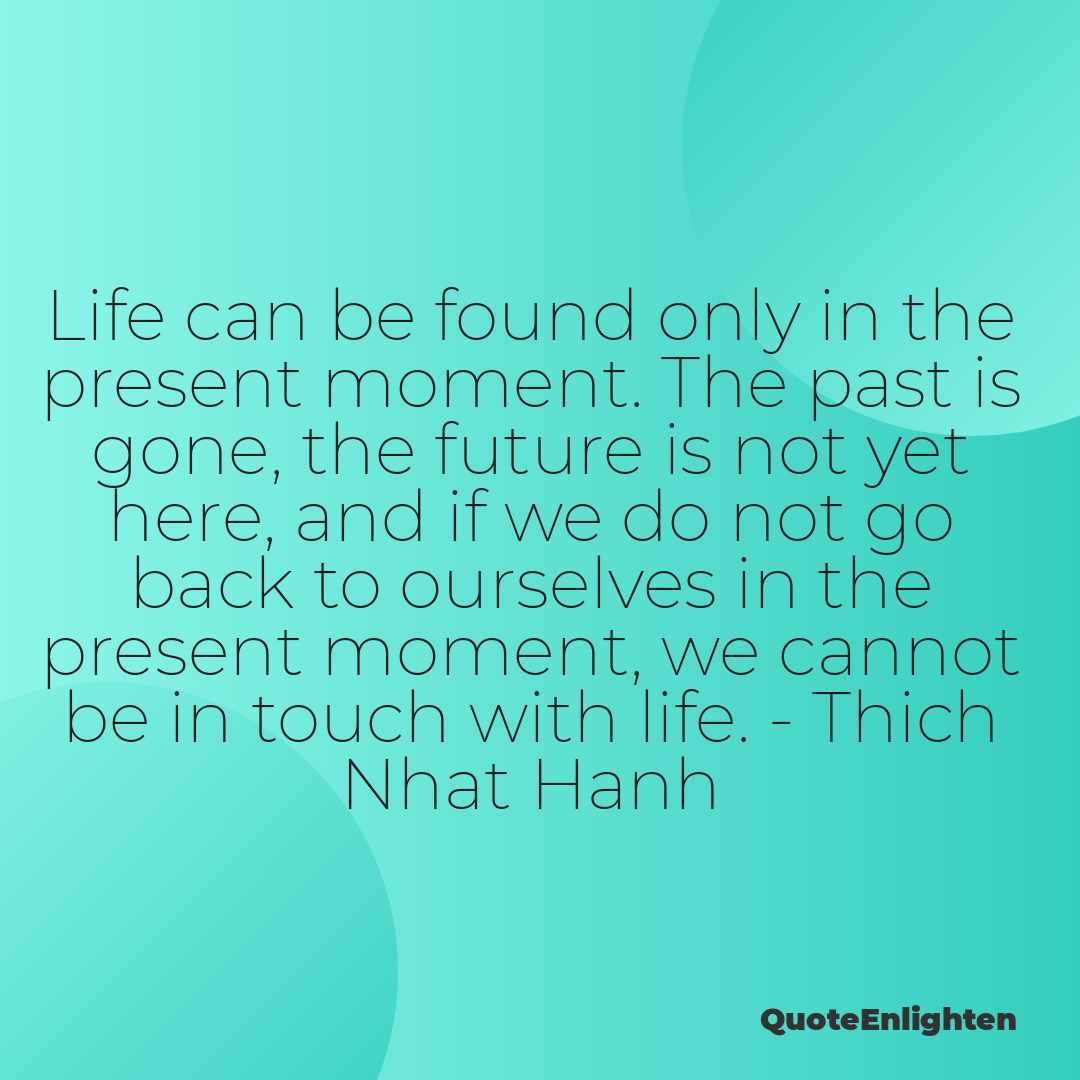 Life can be found only in the
present moment. The past is
gone, the future is not yet
here, and if we do not go
back to ourselves in the
present moment, we cannot
be in touch with life. - Thich
Nhat Hanh
QuoteEnlighten